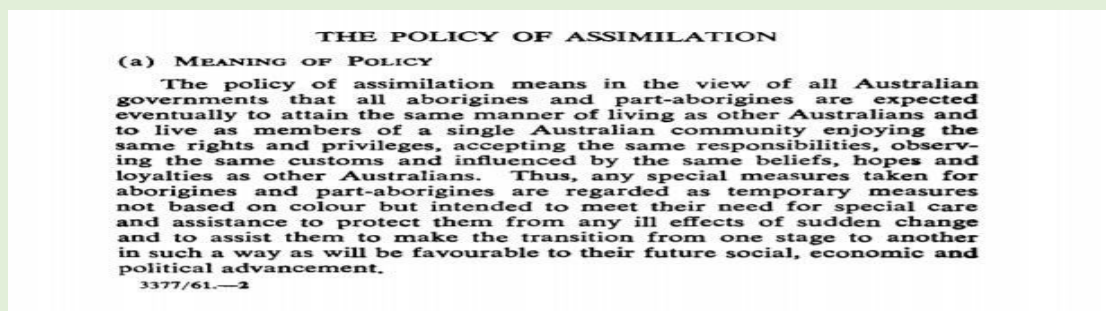 THE POLICY OF ASSIMILATION
(a) MEANING OF POLICY
The policy of assimilation means in the view of all Australian
governments that all aborigines and part-aborigines are expected
eventually to attain the same manner of living as other Australians and
to live as members of a single Australian community enjoying the
same rights and privileges, accepting the same responsibilities, observ-
ing the same customs and influenced by the same beliefs, hopes and
loyalties as other Australians. Thus, any special measures taken for
aborigines and part-aborigines are regarded as temporary measures
not based on colour but intended to meet their need for special care
and assistance to protect them from any ill effects of sudden change
and to assist them to make the transition from one stage to another
in such a way as will be favourable to their future social, economic and
political advancement.
3377/61.—2